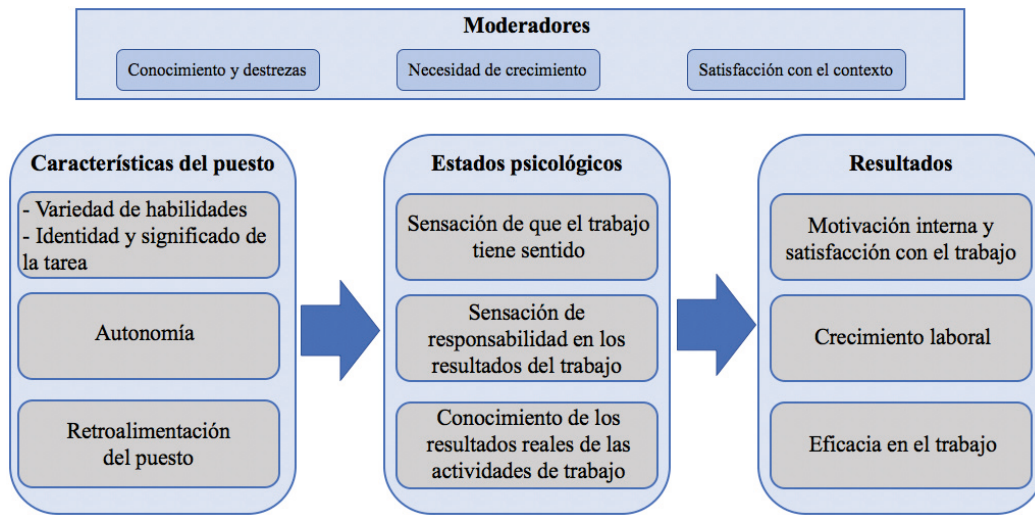 Moderadores
Conocimiento y destrezas
Necesidad de crecimiento
Satisfacción con el contexto
Características del puesto
- Variedad de habilidades
- Identidad y significado de
la tarea
Autonomía
Retroalimentación
del puesto
Estados psicológicos
Sensación de que el trabajo
tiene sentido
Sensación de
responsabilidad en los
resultados del trabajo
Conocimiento de los
resultados reales de las
actividades de trabajo
Resultados
Motivación interna y
satisfacción con el trabajo
Crecimiento laboral
Eficacia en el trabajo